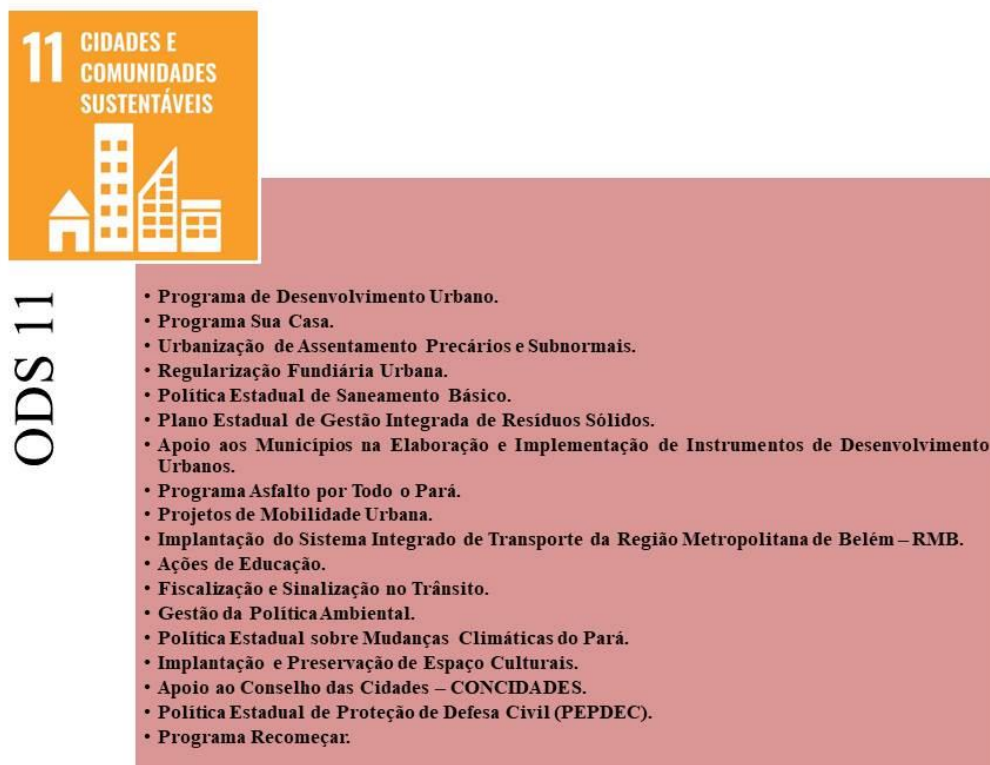 11 CIDADES E
COMUNIDADES
SUSTENTÁVEIS
ODS 11
• Programa de Desenvolvimento Urbano.
• Programa Sua Casa.
• Urbanização de Assentamento Precários e Subnormais.
• Regularização Fundiária Urbana.
• Política Estadual de Saneamento Básico.
• Plano Estadual de Gestão Integrada de Resíduos Sólidos.
• Apoio aos Municípios na Elaboração e Implementação de Instrumentos de Desenvolvimento
Urbanos.
• Programa Asfalto por Todo o Pará.
• Projetos de Mobilidade Urbana.
• Implantação do Sistema Integrado de Transporte da Região Metropolitana de Belém – RMB.
• Ações de Educação.
• Fiscalização e Sinalização no Trânsito.
• Gestão da Política Ambiental.
• Política Estadual sobre Mudanças Climáticas do Pará.
• Implantação e Preservação de Espaço Culturais.
• Apoio ao Conselho das Cidades – CONCIDADES.
• Política Estadual de Proteção de Defesa Civil (PEPDEC).
• Programa Recomeçar.